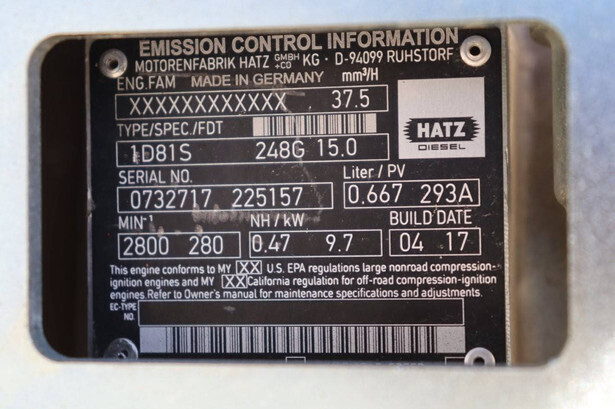 EMISSION CONTROL INFORMATION
MOTORENFABRIK HATZ GMBH +CO KG · D-94099 RUHSTORF
ENG.FAM MADE IN GERMANY mm³/H
XXXXXXXXXXXX 37.5
TYPE/SPEC./FDT
HATZ
DIESEL
1D81S 248G 15.0
SERIAL NO. Liter / PV
0732717 225157 0.667 293A
MIN-¹ NH / kW BUILD DATE
2800 280 0.47 9.7 04 17
This engine conforms to MY XX U.S. EPA regulations large nonroad compression-
ignition engines and MY XX California regulation for off-road compression-ignition
engines. Refer to Owner's manual for maintenance specifications and adjustments.
EC-TYPE
NO.